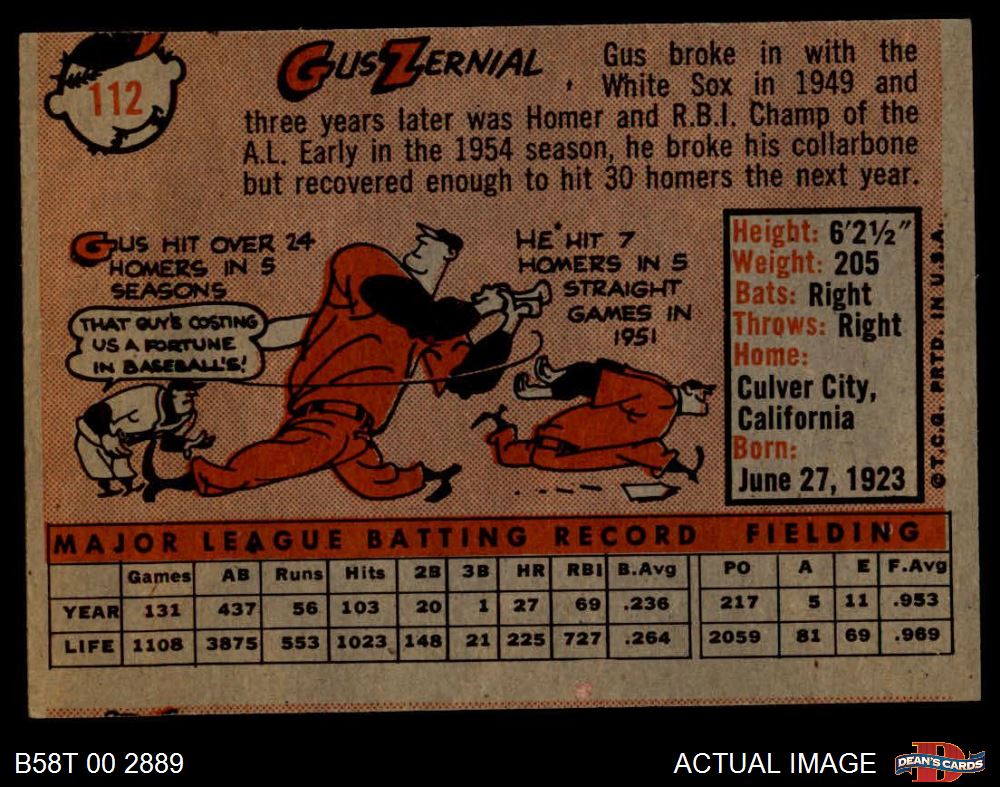 112
Gus Zernial
Gus broke in with the
White Sox in 1949 and
three years later was Homer and R.B.I. Champ of the
A.L. Early in the 1954 season, he broke his collarbone
but recovered enough to hit 30 homers the next year.
GUS HIT OVER 24
HOMERS IN 5
SEASONS
THAT GUY'S COSTING
US A FORTUNE
IN BASEBALL'S!
HE HIT 7
HOMERS IN 5
STRAIGHT
GAMES IN
1951
Height: 6'2½"
Weight: 205
Bats: Right
Throws: Right
Home:
Culver City,
California
Born:
June 27, 1923
© T.C.G. PRTD. IN U.S.A.
MAJOR LEAGUE BATTING RECORD FIELDING
Games AB Runs Hits 2B 3B HR RBI B.Avg PO A E F.Avg
YEAR 131 437 56 103 20 1 27 69 .236 217 5 11 .953
LIFE 1108 3875 553 1023 148 21 225 727 .264 2059 81 69 .969
B58T 00 2889
ACTUAL IMAGE
D
DEAN'S CARDS